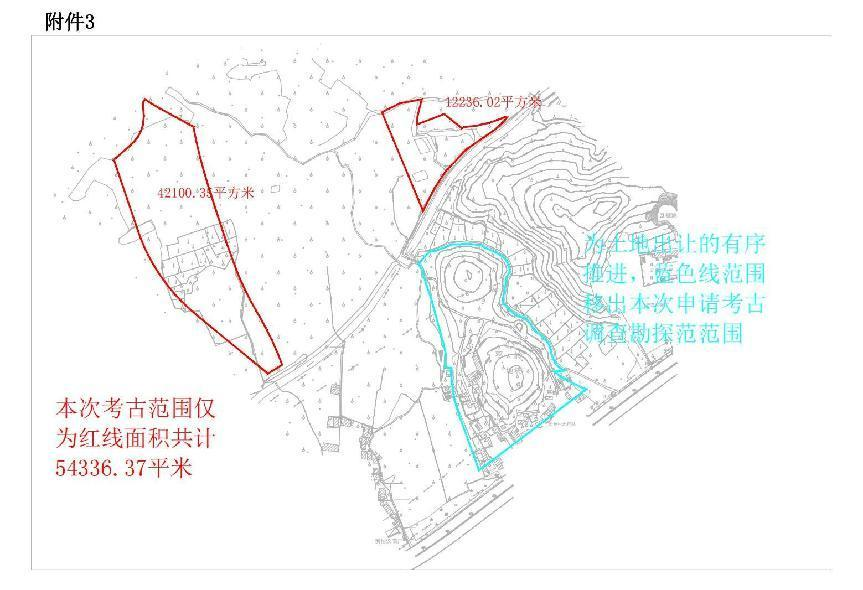 附件3
12236.02平方米
42100.35平方米
为土地出让的有序
推进，蓝色线范围
移出本次申请考古
调查勘探范范围
本次考古范围仅
为红线面积共计
54336.37平米